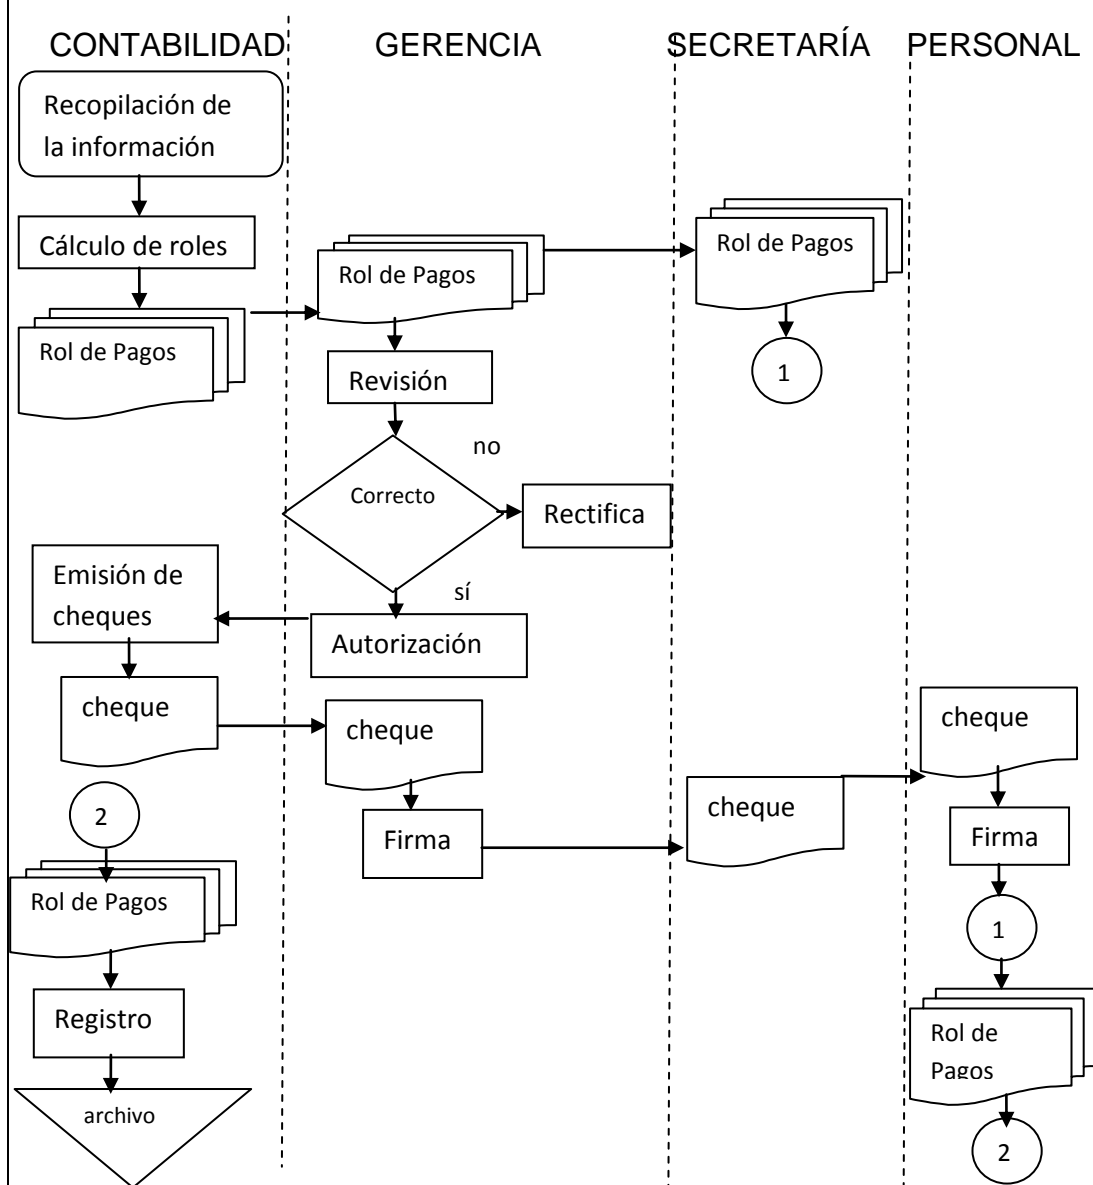 CONTABILIDAD
GERENCIA
SECRETARÍA
PERSONAL
Recopilación de
la información
Cálculo de roles
Rol de Pagos
Rol de Pagos
Rol de Pagos
1
Revisión
no
Correcto
Rectifica
sí
Emisión de
cheques
Autorización
cheque
cheque
cheque
cheque
2
Firma
Firma
Rol de Pagos
1
Registro
Rol de
Pagos
archivo
2